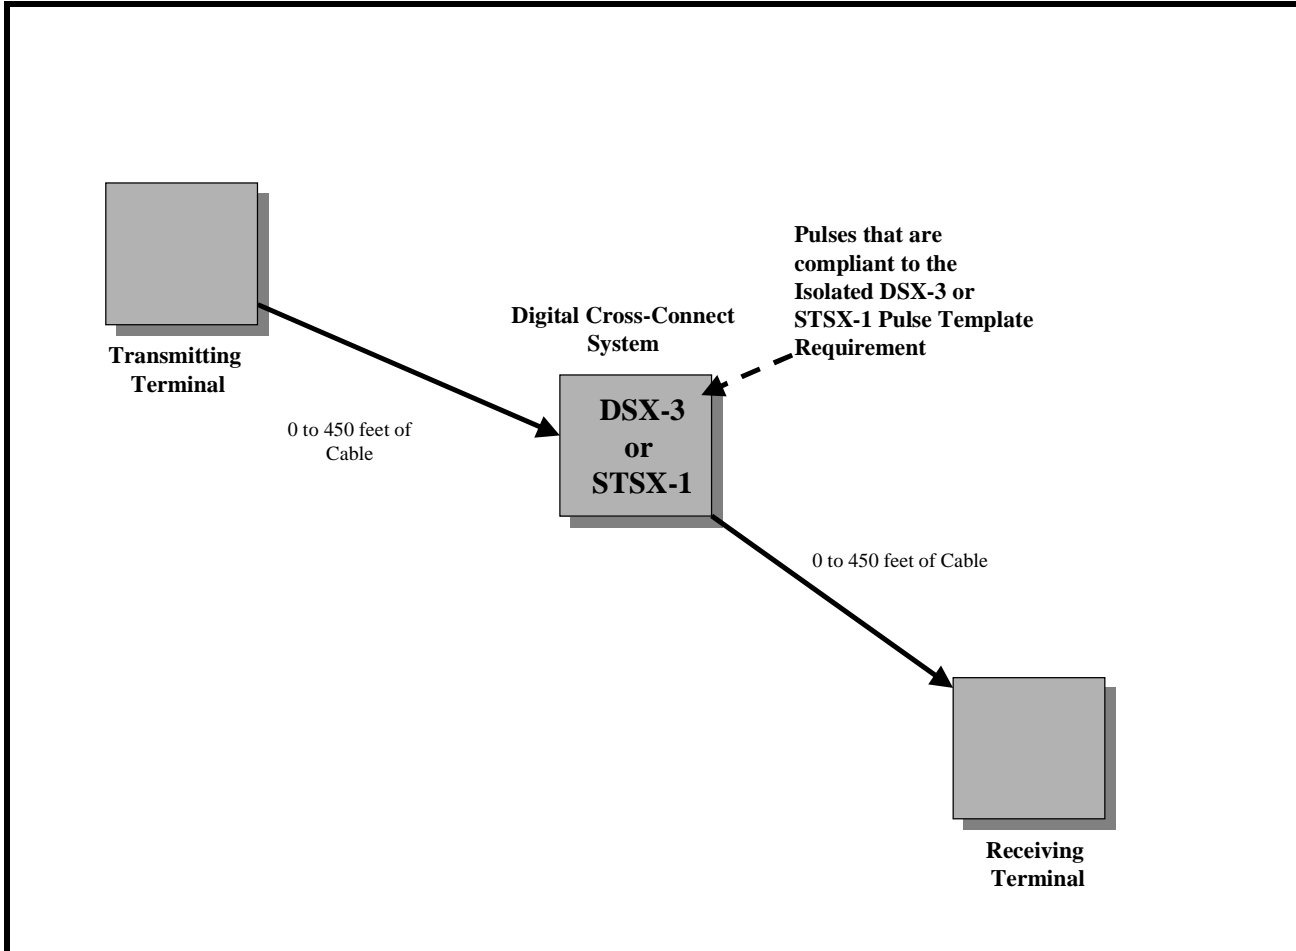 Pulses that are
compliant to the
Isolated DSX-3 or
STSX-1 Pulse Template
Requirement
Digital Cross-Connect
System
Transmitting
Terminal
DSX-3
or
STSX-1
0 to 450 feet of
Cable
0 to 450 feet of Cable
Receiving
Terminal